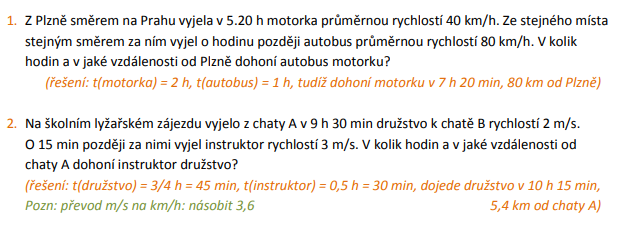 1. Z Plzně směrem na Prahu vyjela v 5.20 h motorka průměrnou rychlostí 40 km/h. Ze stejného místa
stejným směrem za ním vyjel o hodinu později autobus průměrnou rychlostí 80 km/h. V kolik
hodin a v jaké vzdálenosti od Plzně dohoní autobus motorku?
(řešení: t(motorka) = 2 h, t(autobus) = 1 h, tudíž dohoní motorku v 7 h 20 min, 80 km od Plzně)
2. Na školním lyžařském zájezdu vyjelo z chaty A v 9 h 30 min družstvo k chatě B rychlostí 2 m/s.
O 15 min později za nimi vyjel instruktor rychlostí 3 m/s. V kolik hodin a v jaké vzdálenosti od
chaty A dohoní instruktor družstvo?
(řešení: t(družstvo) = 3/4 h = 45 min, t(instruktor) = 0,5 h = 30 min, dojede družstvo v 10 h 15 min,
Pozn: převod m/s na km/h: násobit 3,6 5,4 km od chaty A)